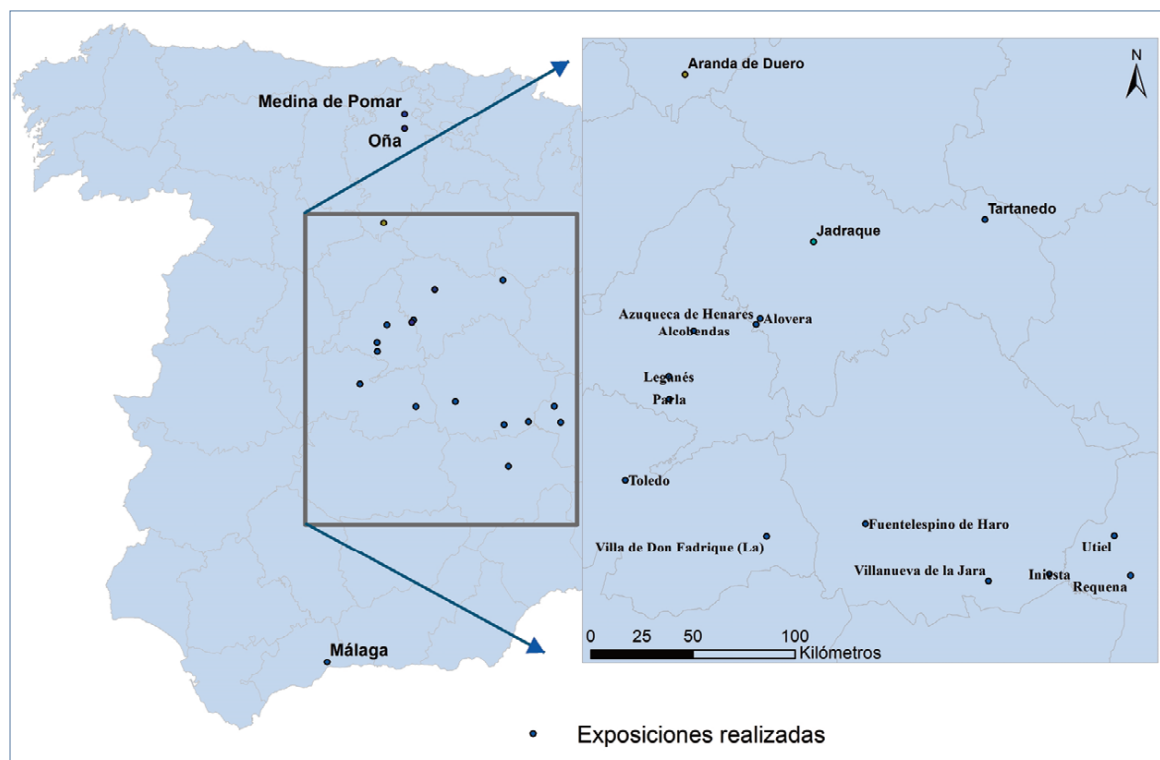 Medina de Pomar
Oña
Málaga
N
Aranda de Duero
Tartanedo
Jadraque
Azuqueca de Henares
Alovera
Alcobendas
Leganés
Parla
Toledo
Fuentelespino de Haro
Villa de Don Fadrique (La)
Utiel
Villanueva de la Jara
Iniesta
Requena
0 25 50 100
Kilómetros
Exposiciones realizadas